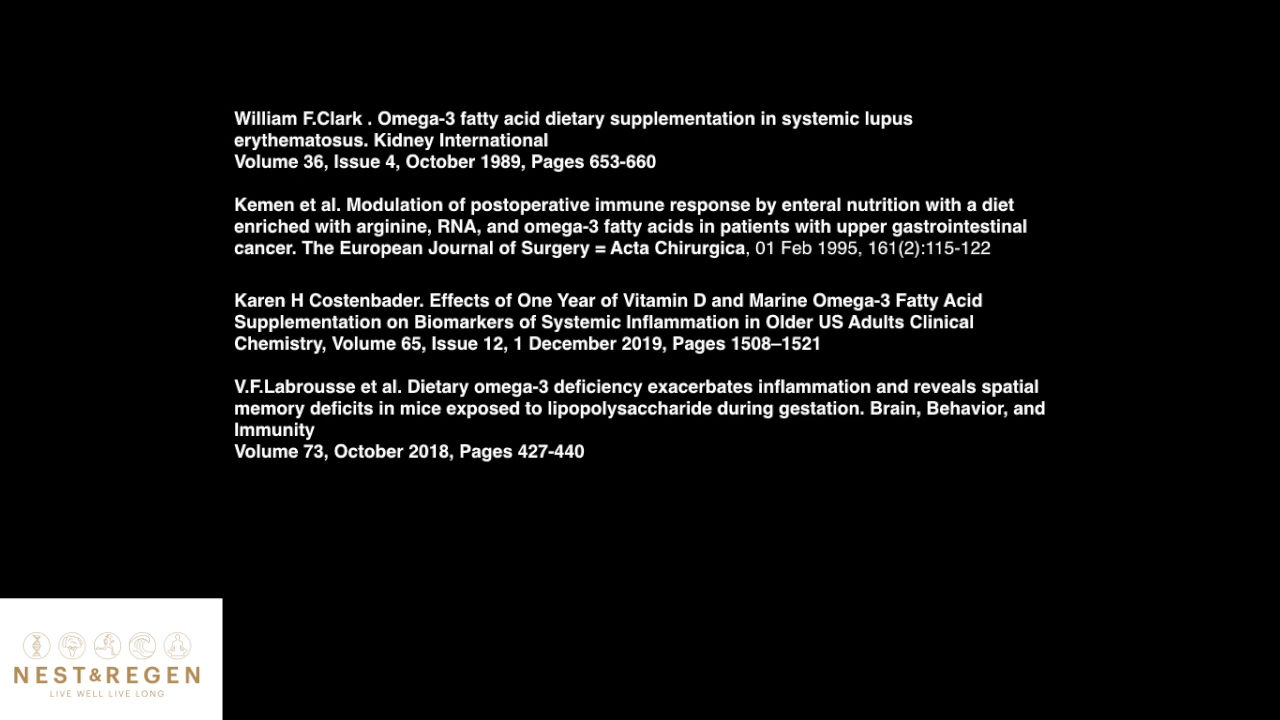 William F.Clark . Omega-3 fatty acid dietary supplementation in systemic lupus
erythematosus. Kidney International
Volume 36, Issue 4, October 1989, Pages 653-660
Kemen et al. Modulation of postoperative immune response by enteral nutrition with a diet
enriched with arginine, RNA, and omega-3 fatty acids in patients with upper gastrointestinal
cancer. The European Journal of Surgery = Acta Chirurgica, 01 Feb 1995, 161(2):115-122
Karen H Costenbader. Effects of One Year of Vitamin D and Marine Omega-3 Fatty Acid
Supplementation on Biomarkers of Systemic Inflammation in Older US Adults Clinical
Chemistry, Volume 65, Issue 12, 1 December 2019, Pages 1508–1521
V.F.Labrousse et al. Dietary omega-3 deficiency exacerbates inflammation and reveals spatial
memory deficits in mice exposed to lipopolysaccharide during gestation. Brain, Behavior, and
Immunity
Volume 73, October 2018, Pages 427-440
NEST&REGEN
LIVE WELL LIVE LONG